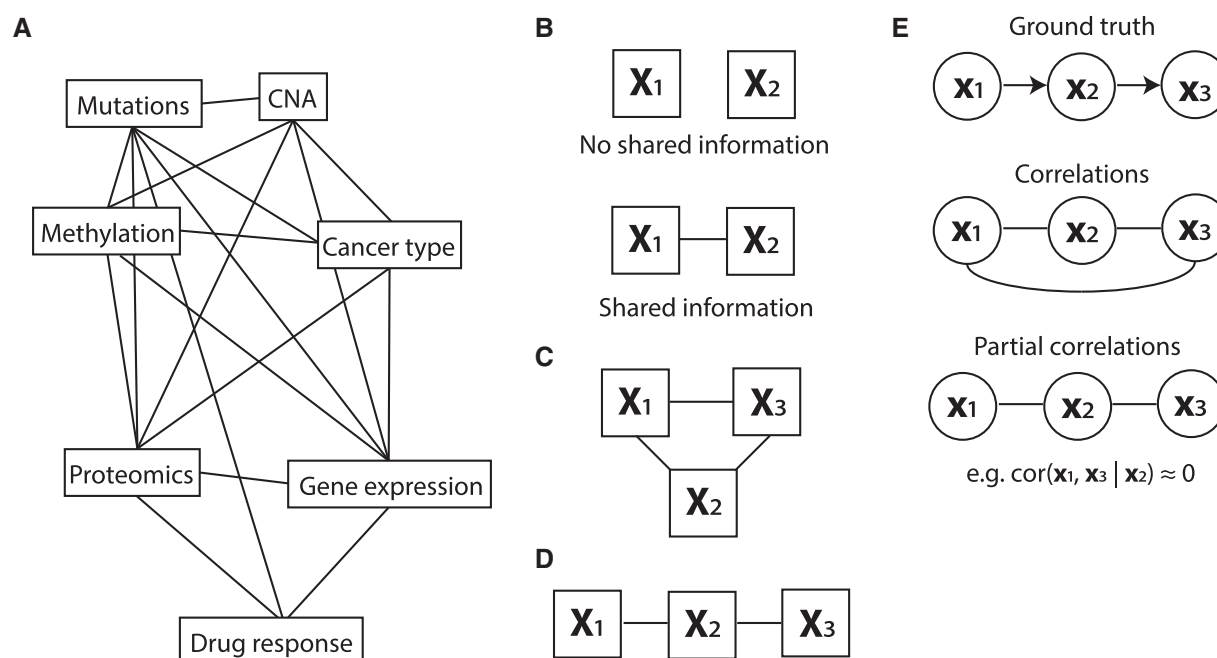 A
Mutations
CNA
Methylation
Cancer type
Proteomics
Gene expression
Drug response
B
X1 X2
No shared information
X1 X2
Shared information
C
X1 X3
X2
D
X1 X2 X3
E
Ground truth
x1 x2 x3
Correlations
x1 x2 x3
Partial correlations
x1 x2 x3
e.g. cor(x1, x3 | x2) ≈ 0